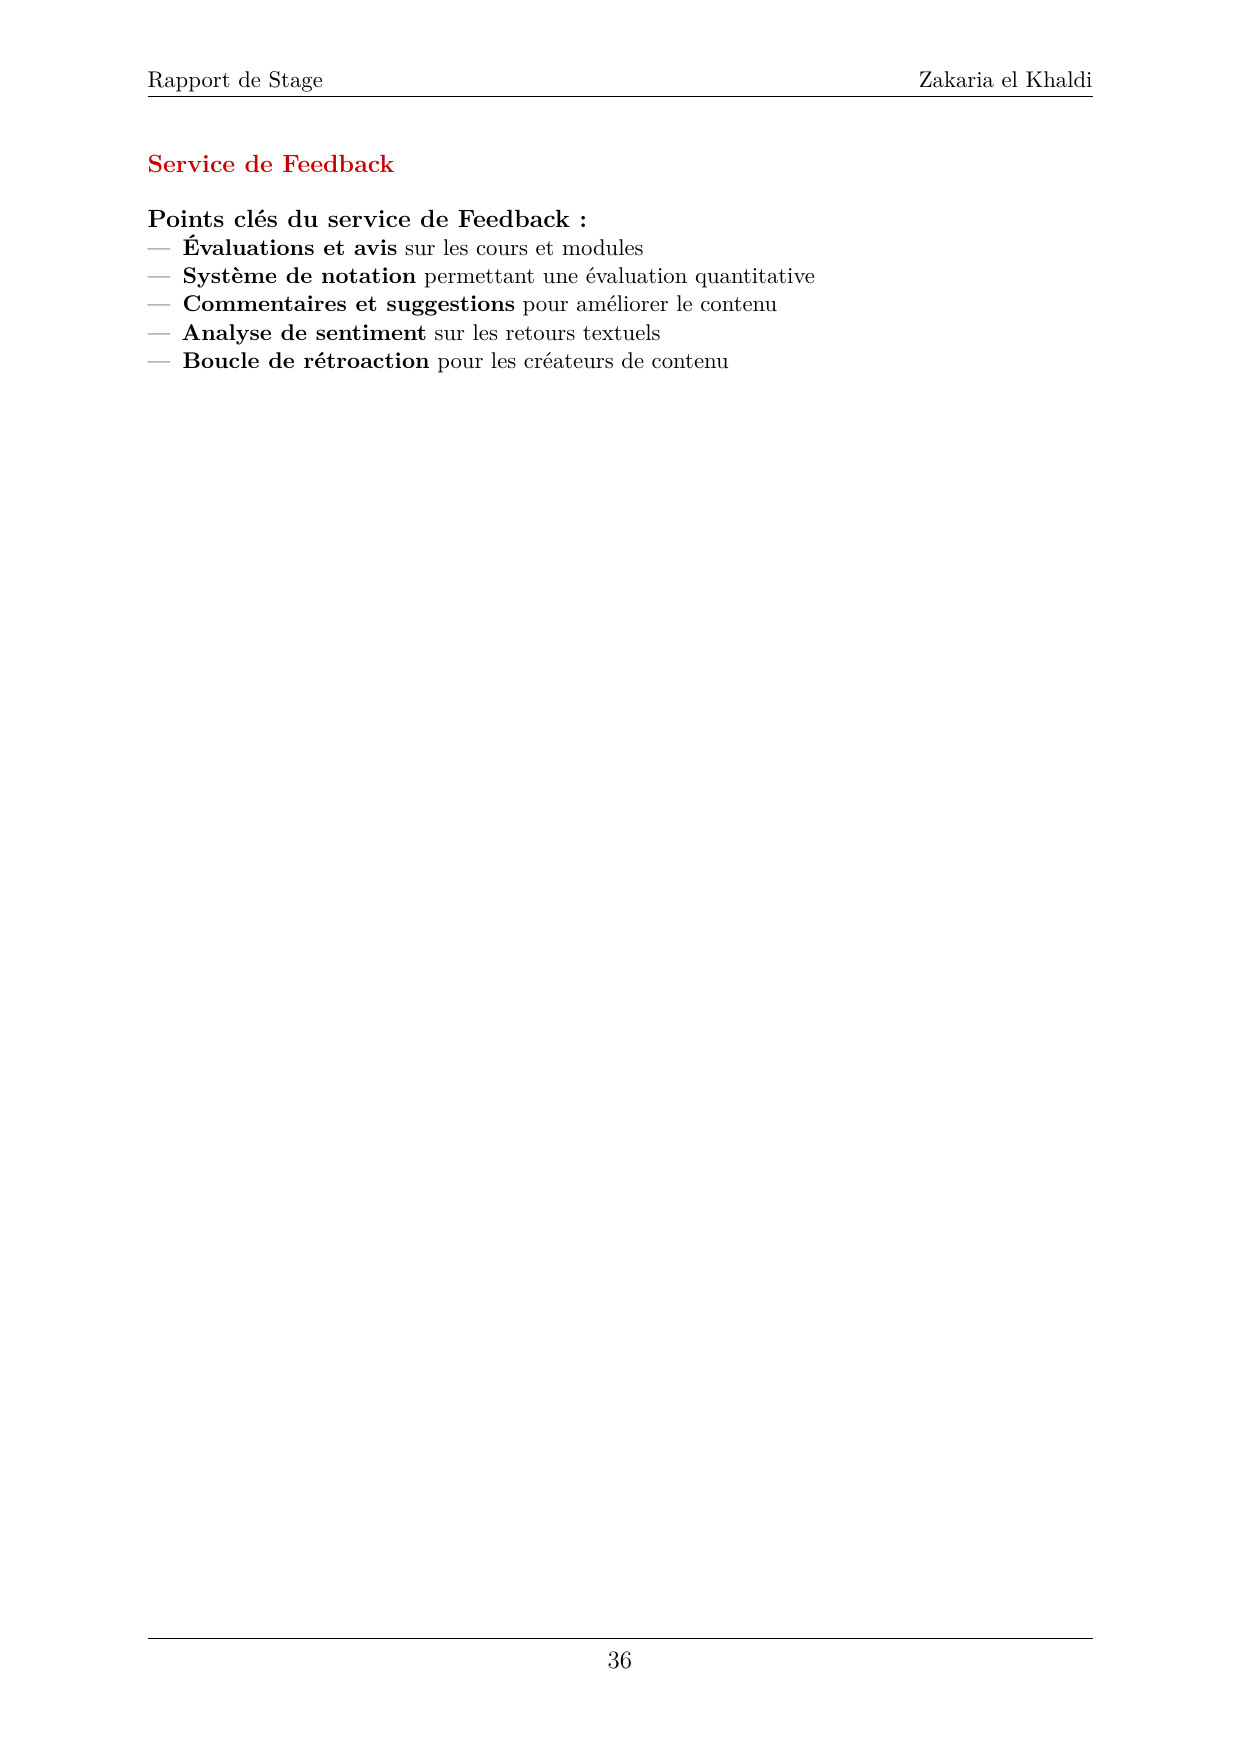 Rapport de Stage Zakaria el Khaldi
Service de Feedback
Points clés du service de Feedback :
— Évaluations et avis sur les cours et modules
— Système de notation permettant une évaluation quantitative
— Commentaires et suggestions pour améliorer le contenu
— Analyse de sentiment sur les retours textuels
— Boucle de rétroaction pour les créateurs de contenu
36